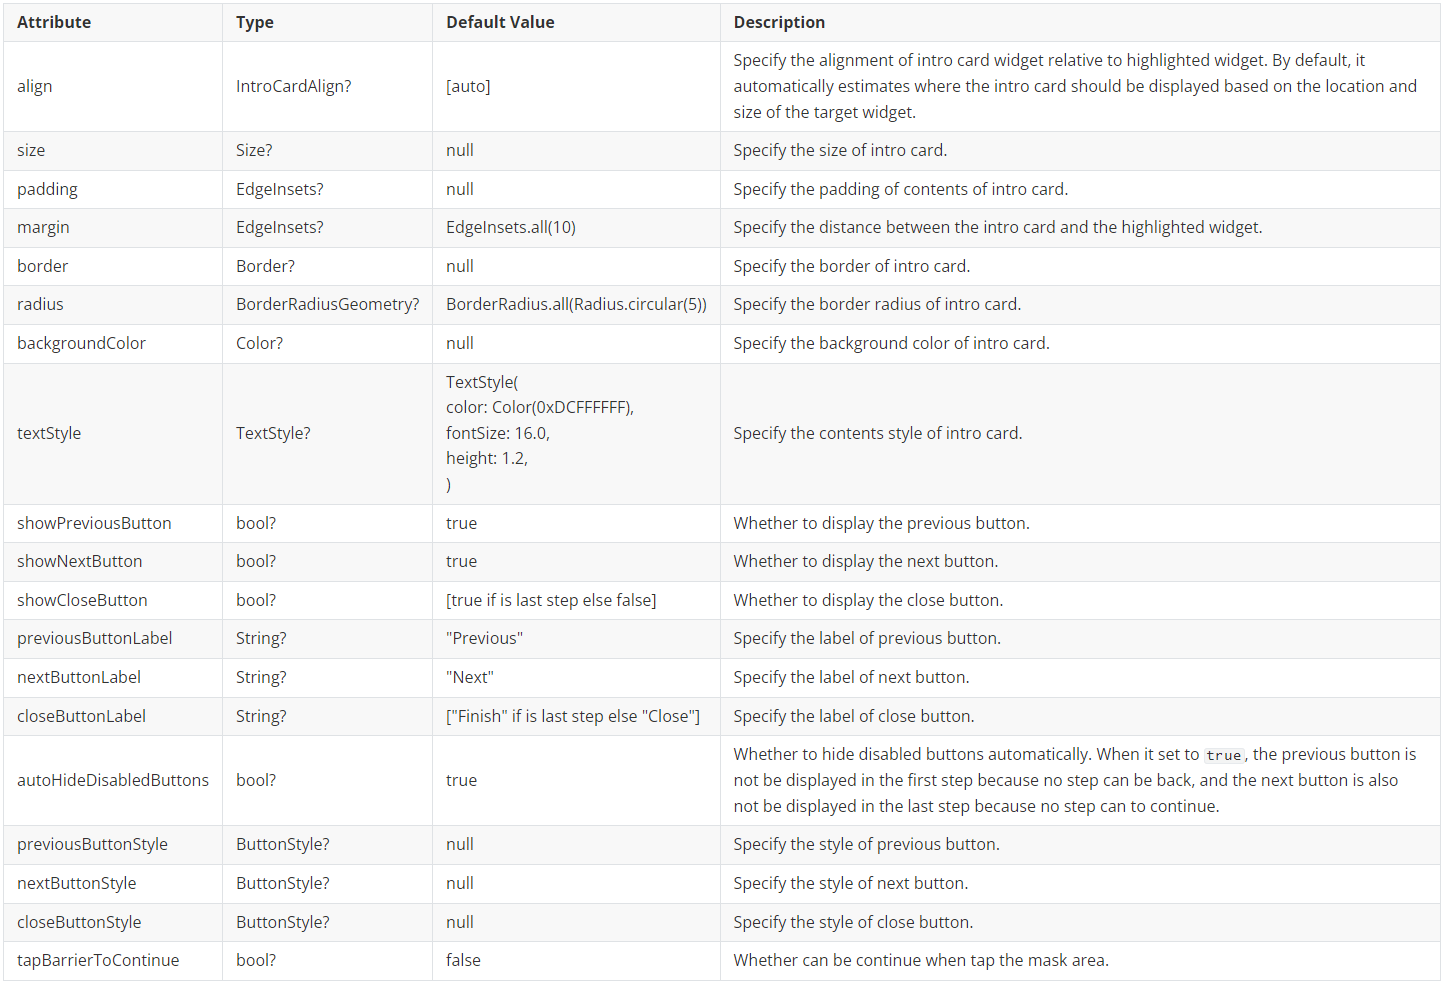 Attribute Type Default Value Description
align IntroCardAlign? [auto] Specify the alignment of intro card widget relative to highlighted widget. By default, it
automatically estimates where the intro card should be displayed based on the location and
size of the target widget.
size Size? null Specify the size of intro card.
padding EdgeInsets? null Specify the padding of contents of intro card.
margin EdgeInsets? EdgeInsets.all(10) Specify the distance between the intro card and the highlighted widget.
border Border? null Specify the border of intro card.
radius BorderRadiusGeometry? BorderRadius.all(Radius.circular(5)) Specify the border radius of intro card.
backgroundColor Color? null Specify the background color of intro card.
textStyle TextStyle? TextStyle(
color: Color(0xDCFFFFFF),
fontSize: 16.0,
height: 1.2,
)
Specify the contents style of intro card.
showPreviousButton bool? true Whether to display the previous button.
showNextButton bool? true Whether to display the next button.
showCloseButton bool? [true if is last step else false] Whether to display the close button.
previousButtonLabel String? "Previous" Specify the label of previous button.
nextButtonLabel String? "Next" Specify the label of next button.
closeButtonLabel String? ["Finish" if is last step else "Close"] Specify the label of close button.
autoHideDisabledButtons bool? true Whether to hide disabled buttons automatically. When it set to true, the previous button is
not be displayed in the first step because no step can be back, and the next button is also
not be displayed in the last step because no step can to continue.
previousButtonStyle ButtonStyle? null Specify the style of previous button.
nextButtonStyle ButtonStyle? null Specify the style of next button.
closeButtonStyle ButtonStyle? null Specify the style of close button.
tapBarrierToContinue bool? false Whether can be continue when tap the mask area.